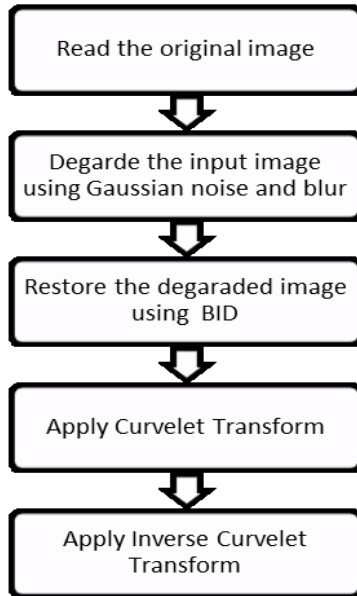 Read the original image
Degarde the input image
using Gaussian noise and blur
Restore the degaraded image
using BID
Apply Curvelet Transform
Apply Inverse Curvelet
Transform